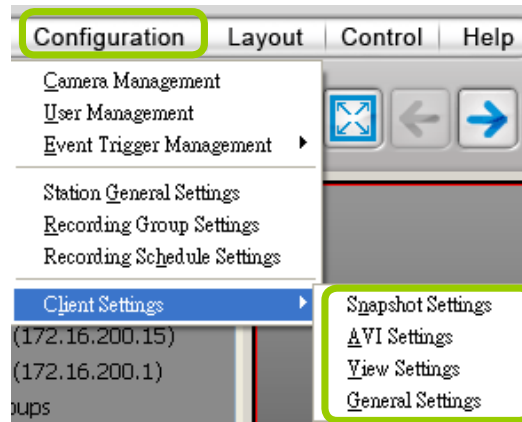 Configuration Layout Control Help
Camera Management
User Management
Event Trigger Management
Station General Settings
Recording Group Settings
Recording Schedule Settings
Client Settings
Snapshot Settings
AVI Settings
View Settings
General Settings
(172.16.200.15)
(172.16.200.1)